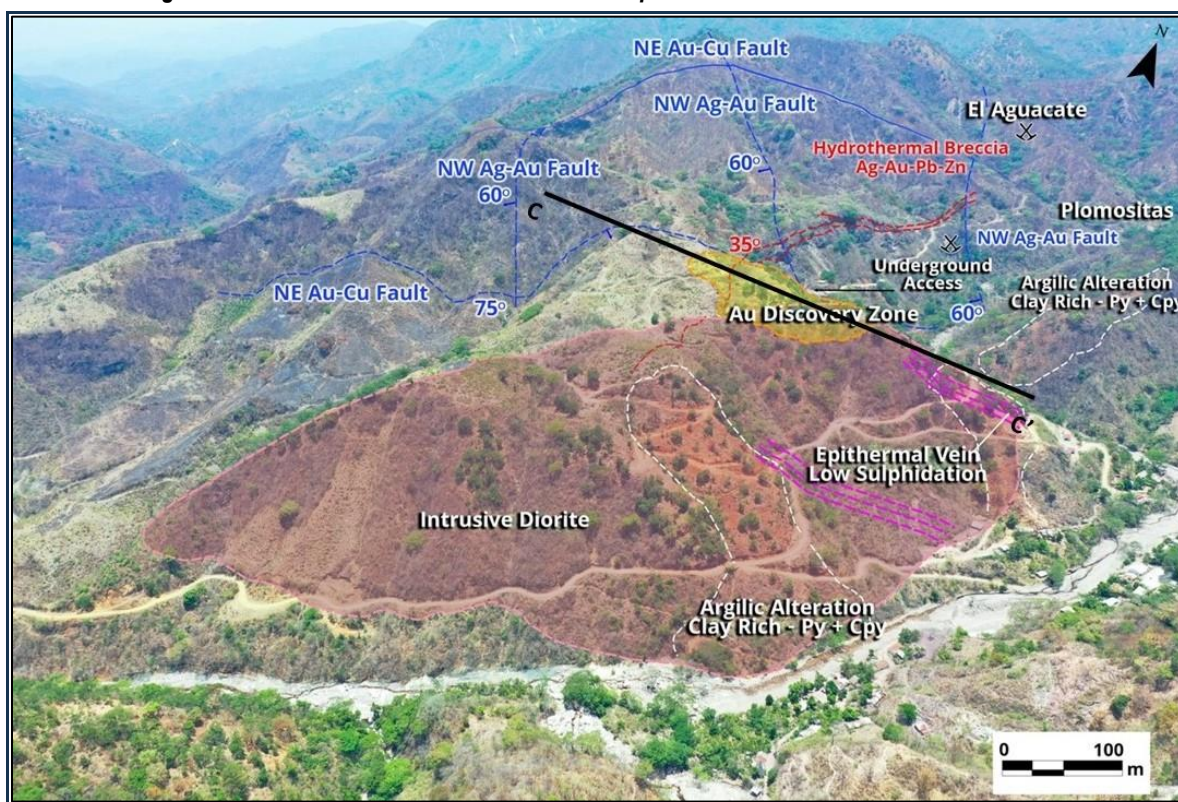 N
NE Au-Cu Fault
NW Ag-Au Fault
El Aguacate
Hydrothermal Breccia
Ag-Au-Pb-Zn
NW Ag-Au Fault
60°
60°
C
Plomositas
NW Ag-Au Fault
35°
Underground
Access
Argilic Alteration
Clay Rich - Py + Cpy
NE Au-Cu Fault
75°
Au Discovery Zone
60°
C'
Epithermal Vein
Low Sulphidation
Intrusive Diorite
Argilic Alteration
Clay Rich - Py + Cpy
0 100
m